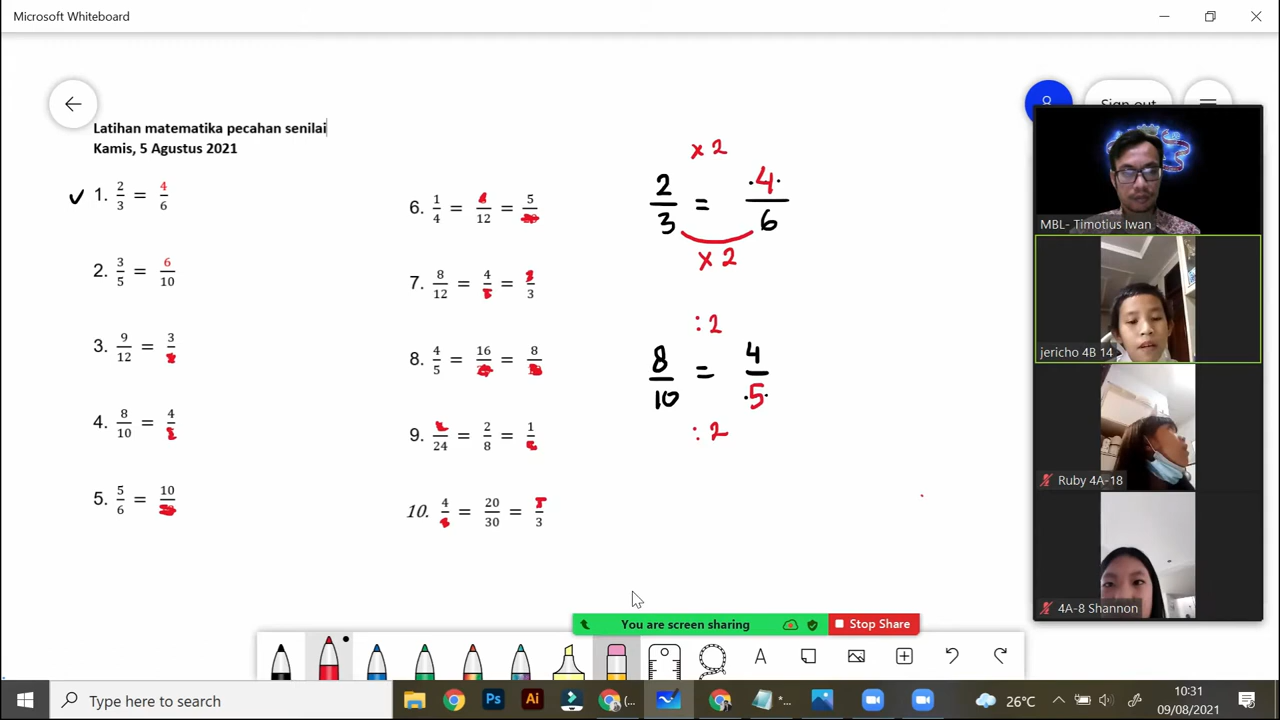 Microsoft Whiteboard
Sign out
Latihan matematika pecahan senilai
Kamis, 5 Agustus 2021
1. 2/3 = 4/6
2. 3/5 = 6/10
3. 9/12 = 3/
4. 8/10 = 4/
5. 5/6 = 10/
6. 1/4 = /12 = 5/
7. 8/12 = 4/ = /3
8. 4/5 = 16/ = 8/
9. /24 = 2/8 = 1/
10. 4/ = 20/30 = /3
x 2
2/3 = .4./6
x 2
: 2
8/10 = 4/.5.
: 2
MBL- Timotius Iwan
jericho 4B 14
Ruby 4A-18
4A-8 Shannon
You are screen sharing
Stop Share
A
Type here to search
Ps
Ai
26°C
10:31
09/08/2021